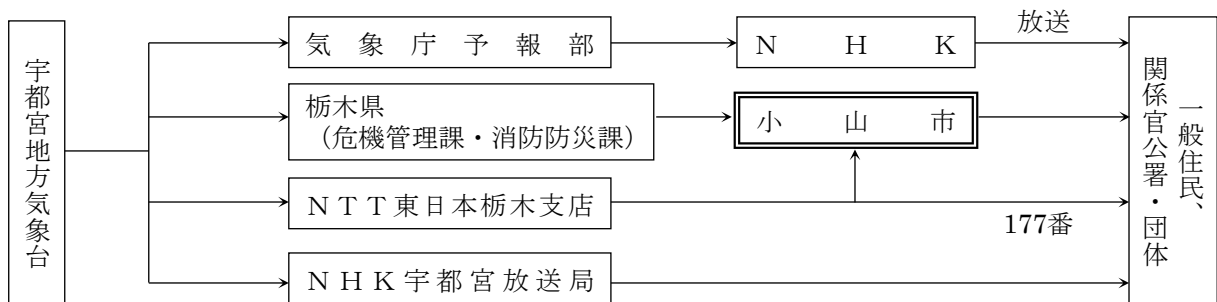 宇都宮地方気象台
気象庁予報部
NHK
放送
栃木県
（危機管理課・消防防災課）
小山市
NTT東日本栃木支店
177番
NHK宇都宮放送局
一般住民、
関係官公署・団体